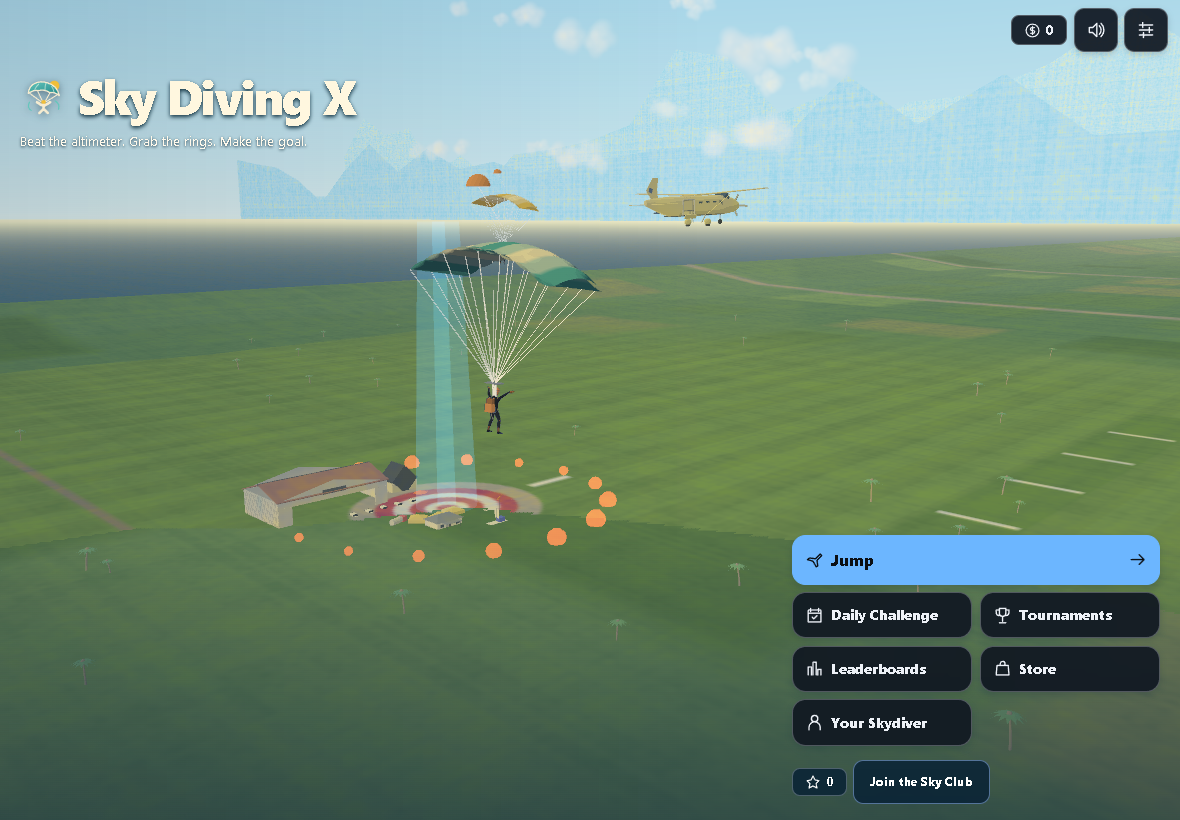 0
Sky Diving X
Beat the altimeter. Grab the rings. Make the goal.
Jump
Daily Challenge
Tournaments
Leaderboards
Store
Your Skydiver
0
Join the Sky Club